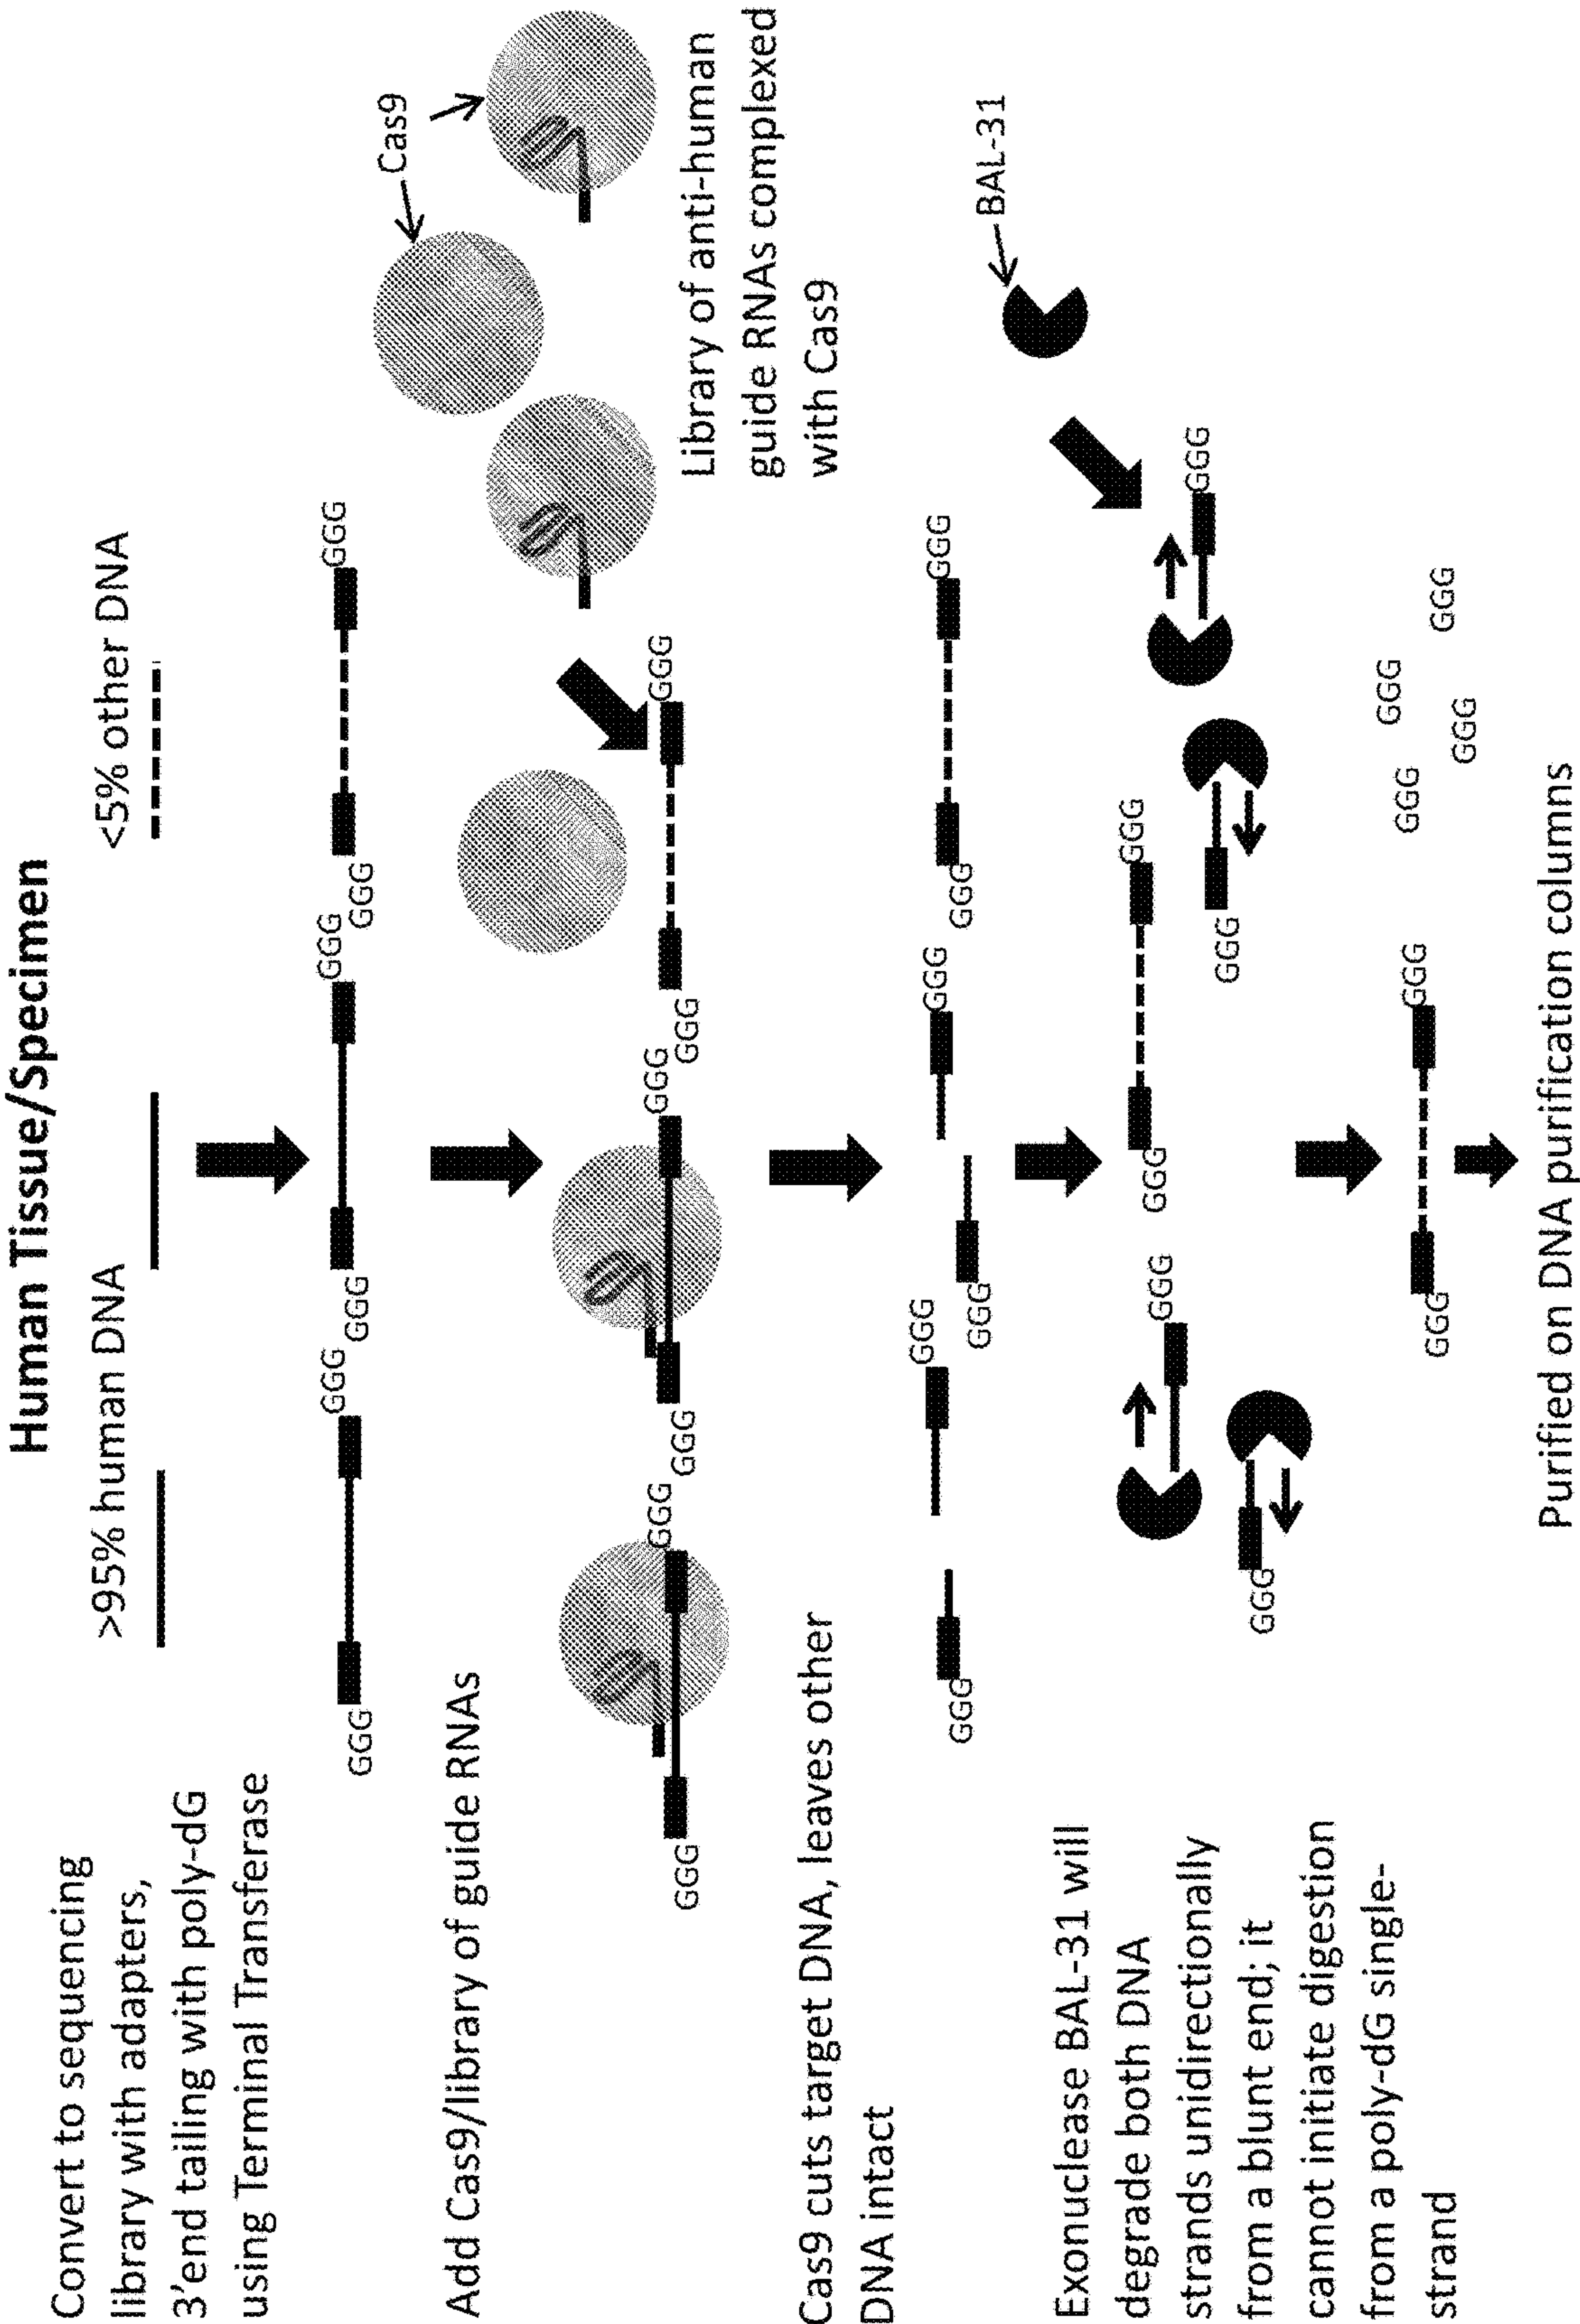 Human Tissue/Specimen
>95% human DNA
<5% other DNA
Convert to sequencing
library with adapters,
3'end tailing with poly-dG
using Terminal Transferase
GGG
GGG
GGG
GGG
GGG
GGG
Add Cas9/library of guide RNAs
Cas9
GGG
GGG
GGG
GGG
GGG
GGG
Library of anti-human
guide RNAs complexed
with Cas9
Cas9 cuts target DNA, leaves other
DNA intact
GGG
GGG
GGG
GGG
GGG
GGG
BAL-31
Exonuclease BAL-31 will
degrade both DNA
strands unidirectionally
from a blunt end; it
cannot initiate digestion
from a poly-dG single-
strand
GGG
GGG
GGG
GGG
GGG
GGG
GGG
GGG
GGG
GGG
GGG
GGG
Purified on DNA purification columns